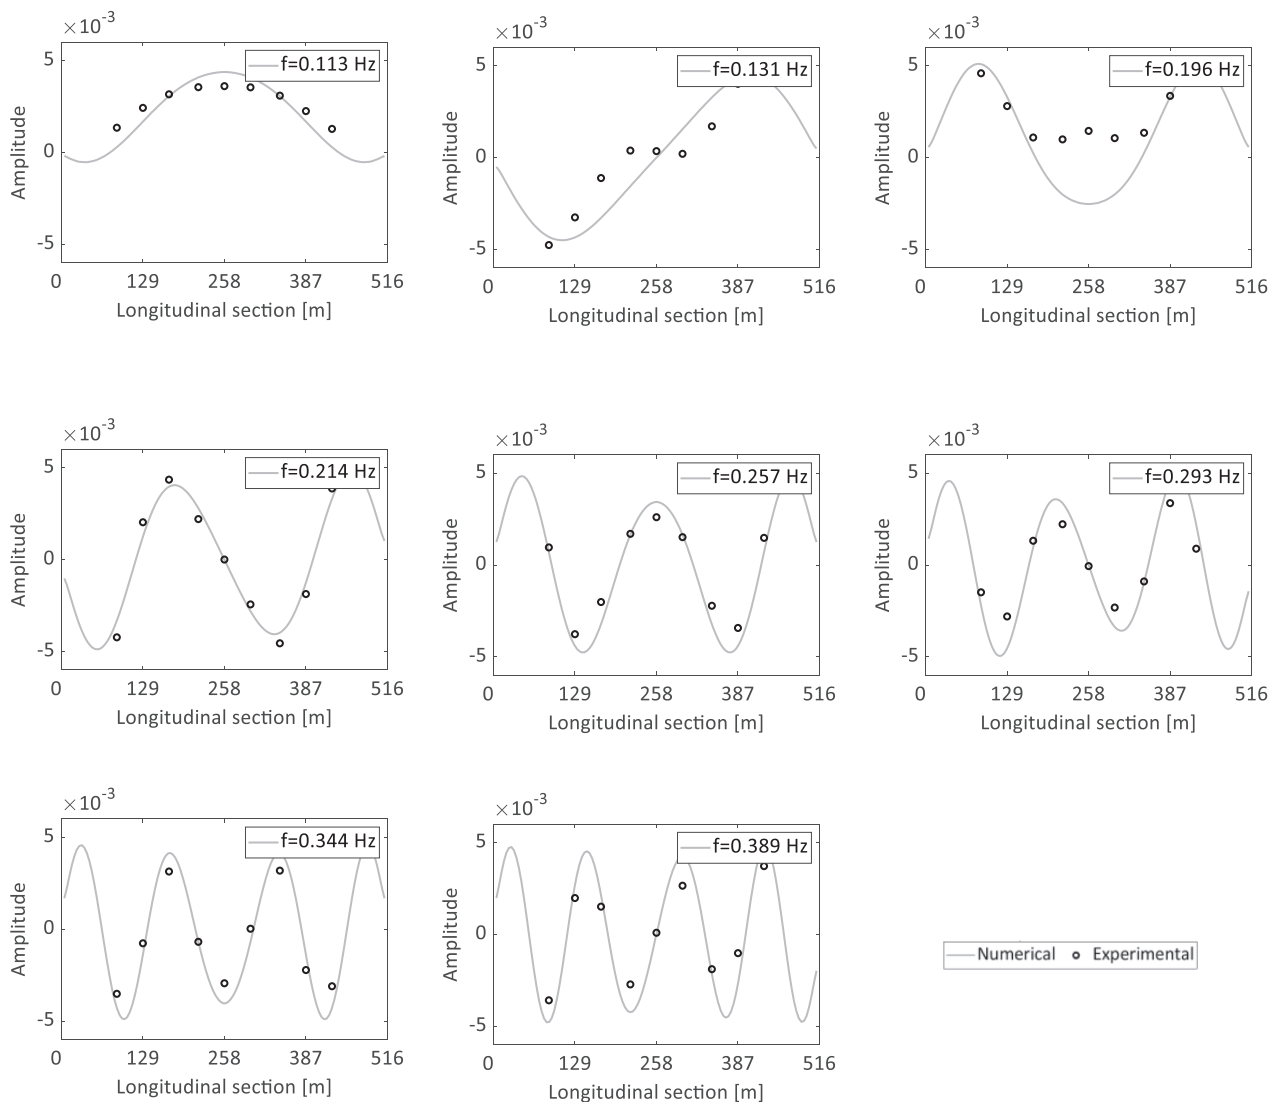 ×10-3
f=0.113 Hz
5
0
-5
Amplitude
0 129 258 387 516
Longitudinal section [m]
×10-3
f=0.131 Hz
5
0
-5
Amplitude
0 129 258 387 516
Longitudinal section [m]
×10-3
f=0.196 Hz
5
0
-5
Amplitude
0 129 258 387 516
Longitudinal section [m]
×10-3
f=0.214 Hz
5
0
-5
Amplitude
0 129 258 387 516
Longitudinal section [m]
×10-3
f=0.257 Hz
5
0
-5
Amplitude
0 129 258 387 516
Longitudinal section [m]
×10-3
f=0.293 Hz
5
0
-5
Amplitude
0 129 258 387 516
Longitudinal section [m]
×10-3
f=0.344 Hz
5
0
-5
Amplitude
0 129 258 387 516
Longitudinal section [m]
×10-3
f=0.389 Hz
5
0
-5
Amplitude
0 129 258 387 516
Longitudinal section [m]
Numerical Experimental